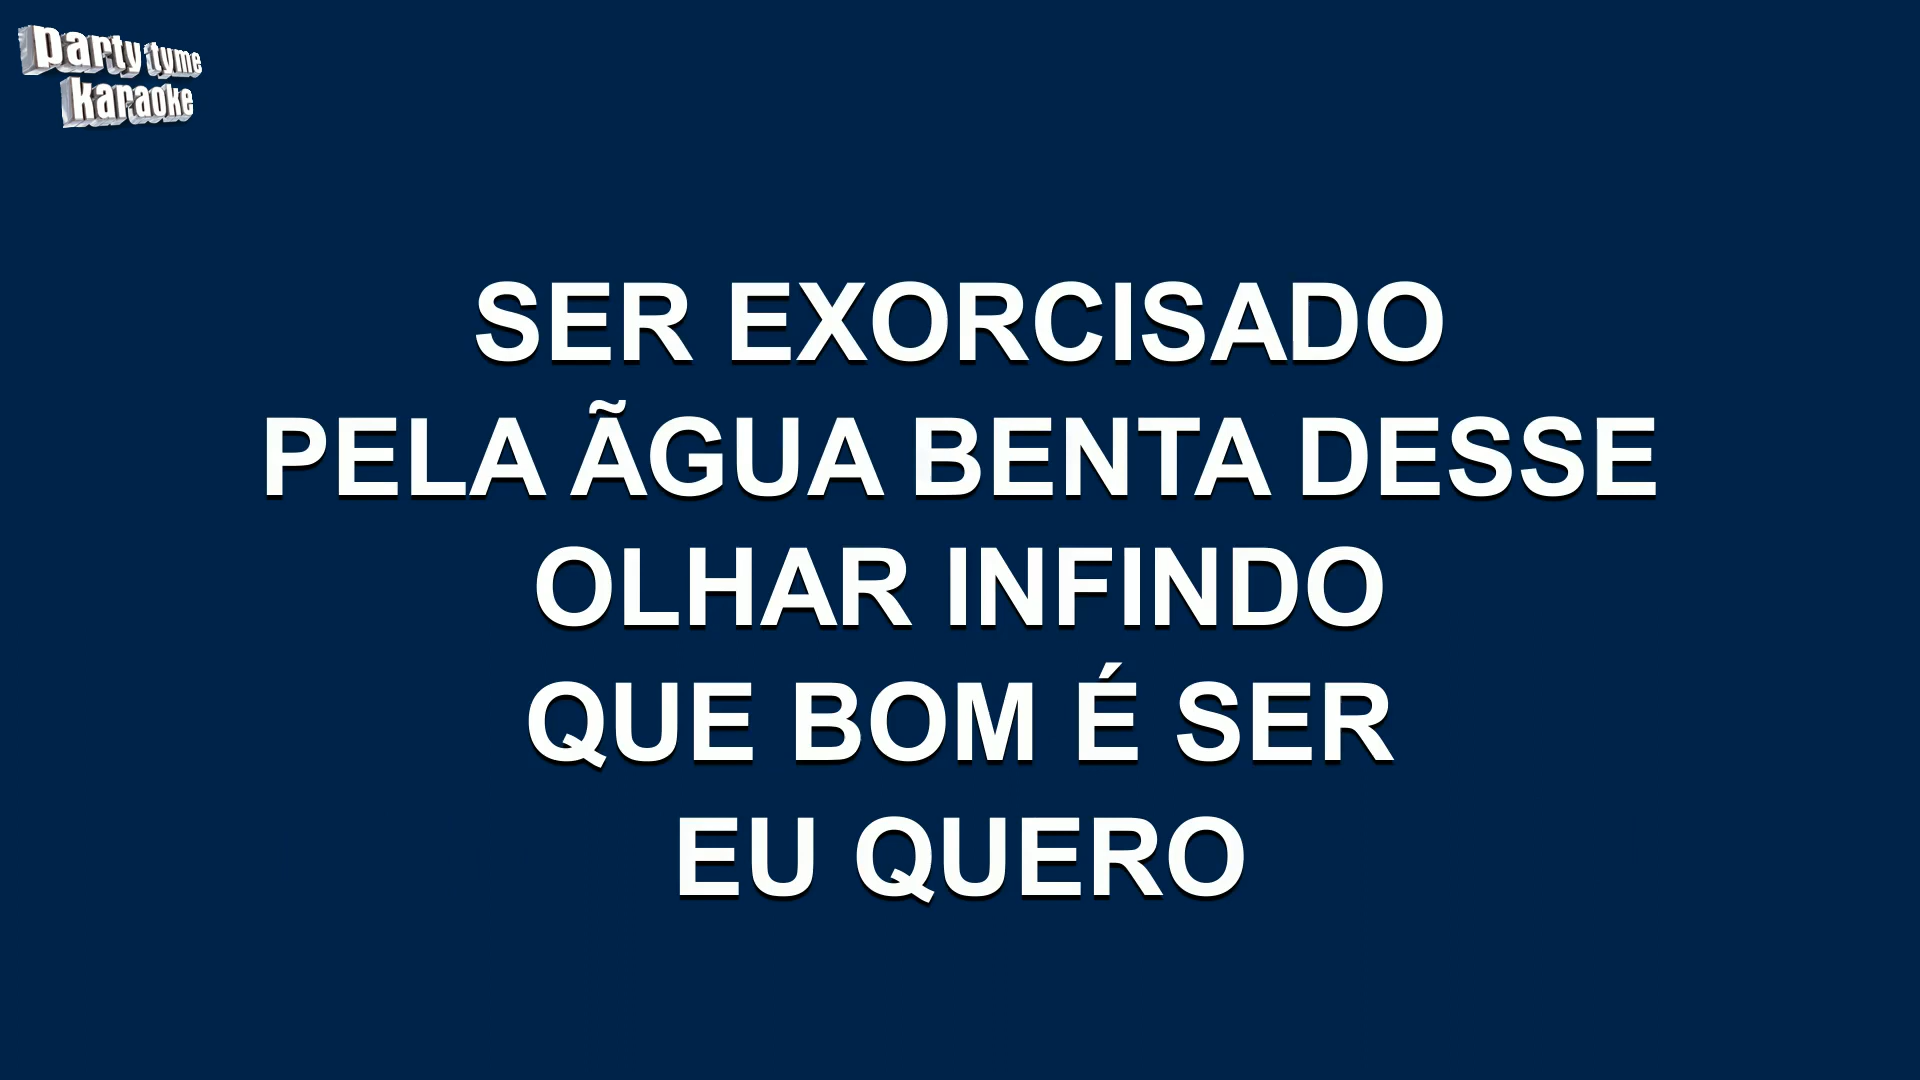 party tyme
karaoke
SER EXORCISADO
PELA ÃGUA BENTA DESSE
OLHAR INFINDO
QUE BOM É SER
EU QUERO